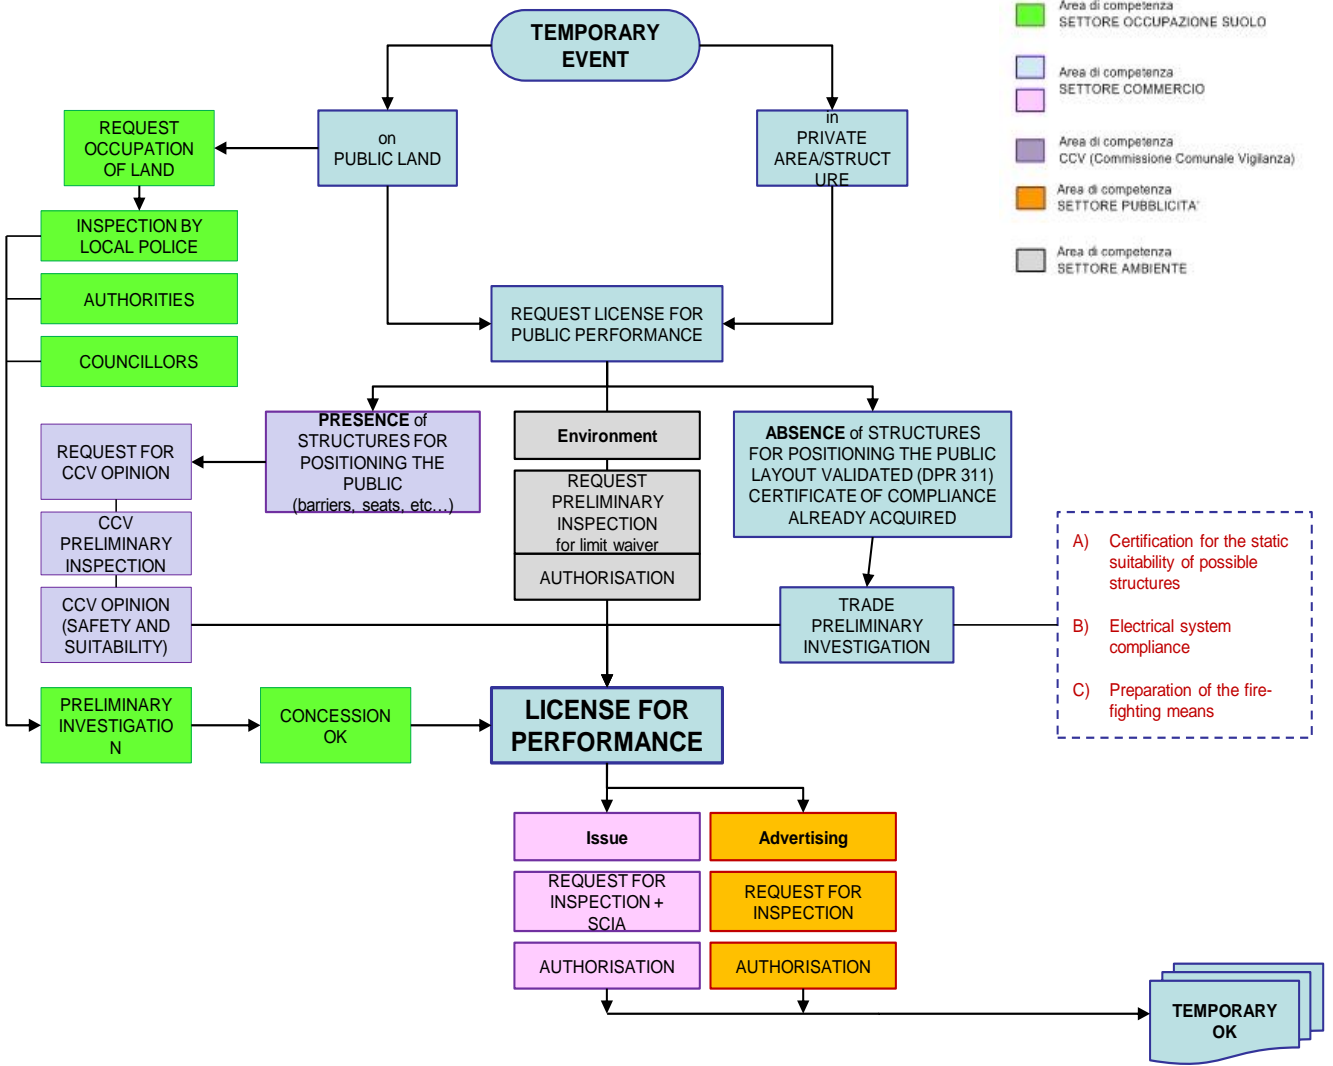 TEMPORARY
EVENT
Area di competenza
SETTORE OCCUPAZIONE SUOLO
Area di competenza
SETTORE COMMERCIO
Area di competenza
CCV (Commissione Comunale Vigilanza)
Area di competenza
SETTORE PUBBLICITA'
Area di competenza
SETTORE AMBIENTE
REQUEST
OCCUPATION
OF LAND
on
PUBLIC LAND
in
PRIVATE
AREA/STRUCT
URE
INSPECTION BY
LOCAL POLICE
AUTHORITIES
COUNCILLORS
REQUEST LICENSE FOR
PUBLIC PERFORMANCE
REQUEST FOR
CCV OPINION
PRESENCE of
STRUCTURES FOR
POSITIONING THE
PUBLIC
(barriers, seats, etc...)
Environment
REQUEST
PRELIMINARY
INSPECTION
for limit waiver
AUTHORISATION
ABSENCE of STRUCTURES
FOR POSITIONING THE PUBLIC
LAYOUT VALIDATED (DPR 311)
CERTIFICATE OF COMPLIANCE
ALREADY ACQUIRED
CCV
PRELIMINARY
INSPECTION
CCV OPINION
(SAFETY AND
SUITABILITY)
TRADE
PRELIMINARY
INVESTIGATION
A) Certification for the static
suitability of possible
structures
B) Electrical system
compliance
C) Preparation of the fire-
fighting means
PRELIMINARY
INVESTIGATIO
N
CONCESSION
OK
LICENSE FOR
PERFORMANCE
Issue
REQUEST FOR
INSPECTION +
SCIA
AUTHORISATION
Advertising
REQUEST FOR
INSPECTION
AUTHORISATION
TEMPORARY
OK